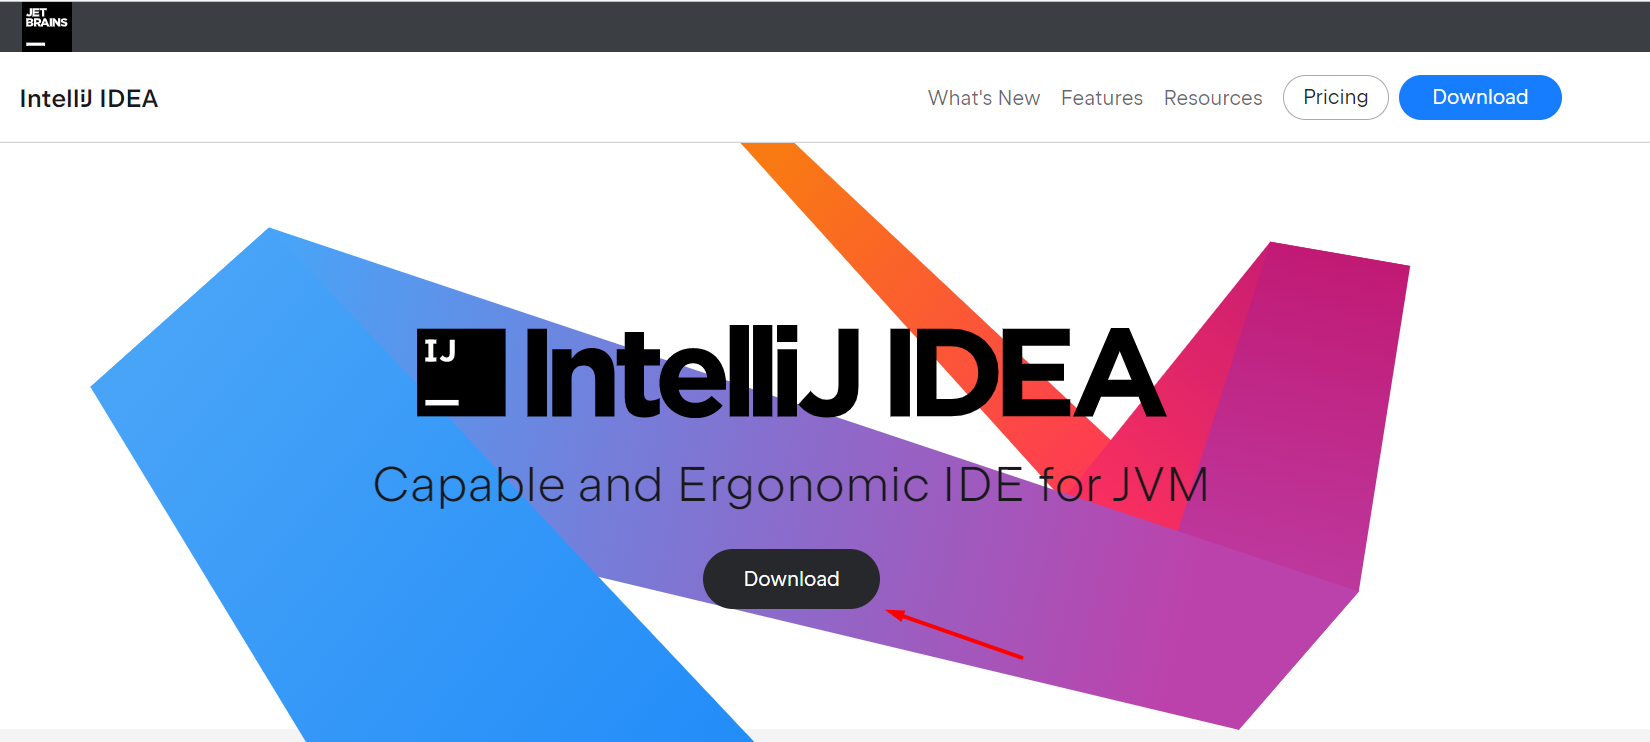 JET
BRAINS
IntelliJ IDEA
What's New
Features
Resources
Pricing
Download
IJ
IntelliJ IDEA
Capable and Ergonomic IDE for JVM
Download